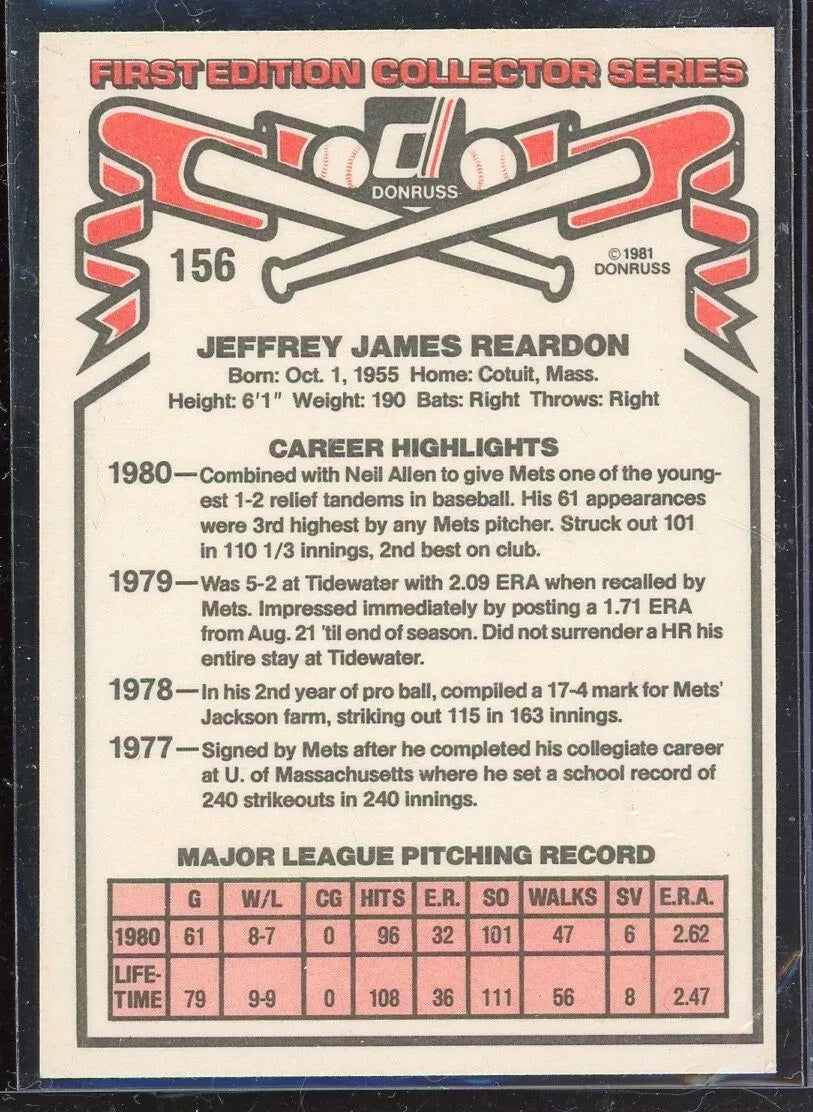 FIRST EDITION COLLECTOR SERIES
d
DONRUSS
156
© 1981
DONRUSS
JEFFREY JAMES REARDON
Born: Oct. 1, 1955 Home: Cotuit, Mass.
Height: 6'1" Weight: 190 Bats: Right Throws: Right
CAREER HIGHLIGHTS
1980—Combined with Neil Allen to give Mets one of the young-
est 1-2 relief tandems in baseball. His 61 appearances
were 3rd highest by any Mets pitcher. Struck out 101
in 110 1/3 innings, 2nd best on club.
1979—Was 5-2 at Tidewater with 2.09 ERA when recalled by
Mets. Impressed immediately by posting a 1.71 ERA
from Aug. 21 'til end of season. Did not surrender a HR his
entire stay at Tidewater.
1978—In his 2nd year of pro ball, compiled a 17-4 mark for Mets'
Jackson farm, striking out 115 in 163 innings.
1977—Signed by Mets after he completed his collegiate career
at U. of Massachusetts where he set a school record of
240 strikeouts in 240 innings.
MAJOR LEAGUE PITCHING RECORD
G W/L CG HITS E.R. SO WALKS SV E.R.A.
1980 61 8-7 0 96 32 101 47 6 2.62
LIFE-
TIME 79 9-9 0 108 36 111 56 8 2.47